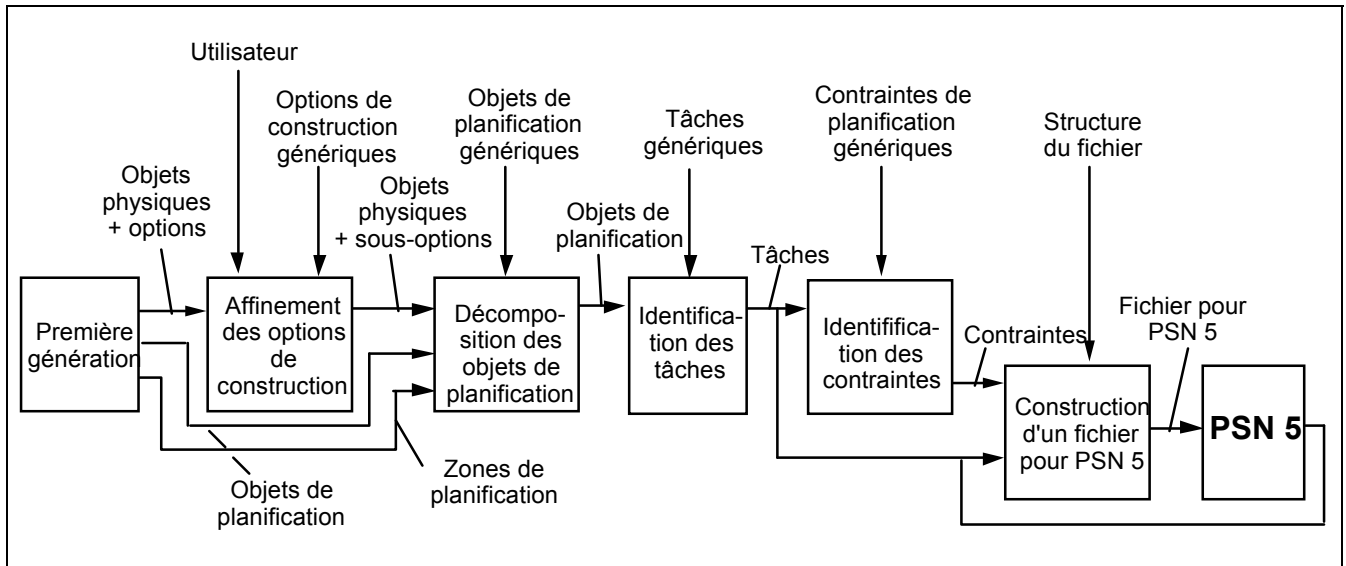 Utilisateur
Options de
construction
génériques
Objets de
planification
génériques
Tâches
génériques
Contraintes de
planification
génériques
Structure
du fichier
Objets
physiques
+ options
Objets
physiques
+ sous-options
Objets de
planification
Tâches
Première
génération
Affinement
des options
de
construction
Décompo-
sition des
objets de
planification
Identifica-
tion des
tâches
Identififica-
tion des
contraintes
Contraintes
Fichier pour
PSN 5
Construction
d'un fichier
pour PSN 5
PSN 5
Objets de
planification
Zones de
planification